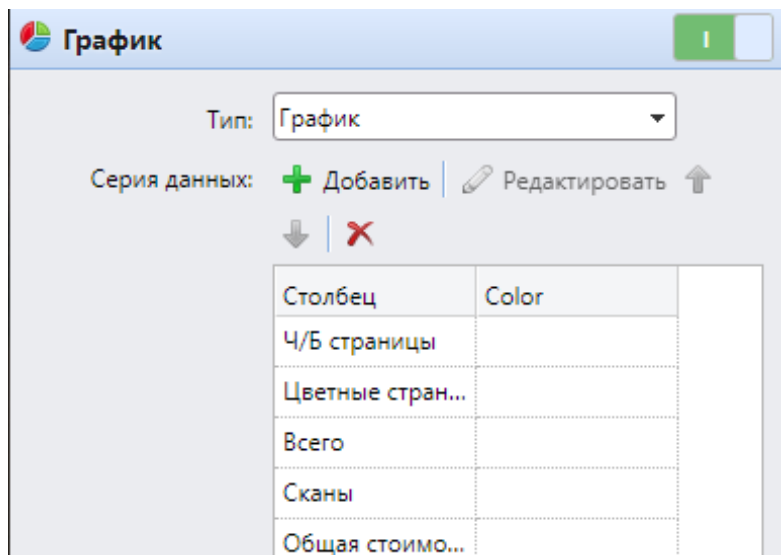 График
I
Тип: График
Серия данных: Добавить Редактировать
Столбец Color
Ч/Б страницы
Цветные стран...
Всего
Сканы
Общая стоимо...